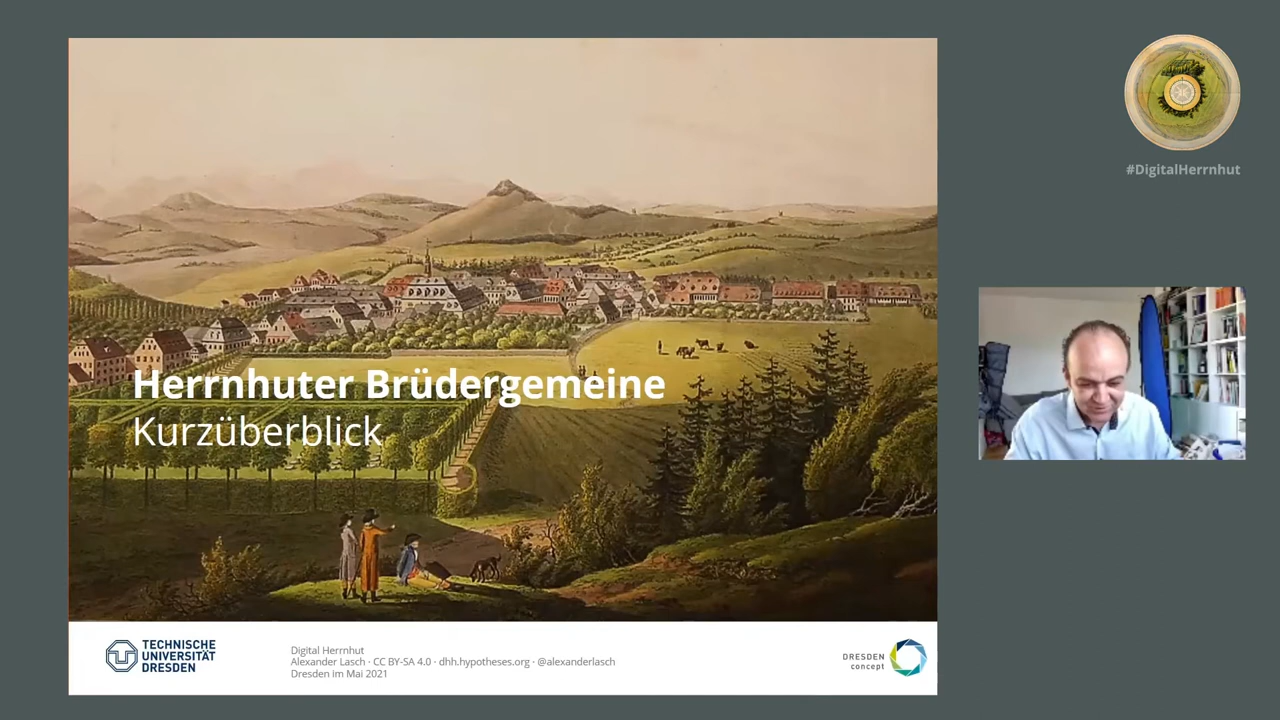 Herrnhuter Brüdergemeine
Kurzüberblick
TECHNISCHE
UNIVERSITÄT
DRESDEN
Digital Herrnhut
Alexander Lasch · CC BY-SA 4.0 · dhh.hypotheses.org · @alexanderlasch
Dresden im Mai 2021
DRESDEN
concept
#DigitalHerrnhut